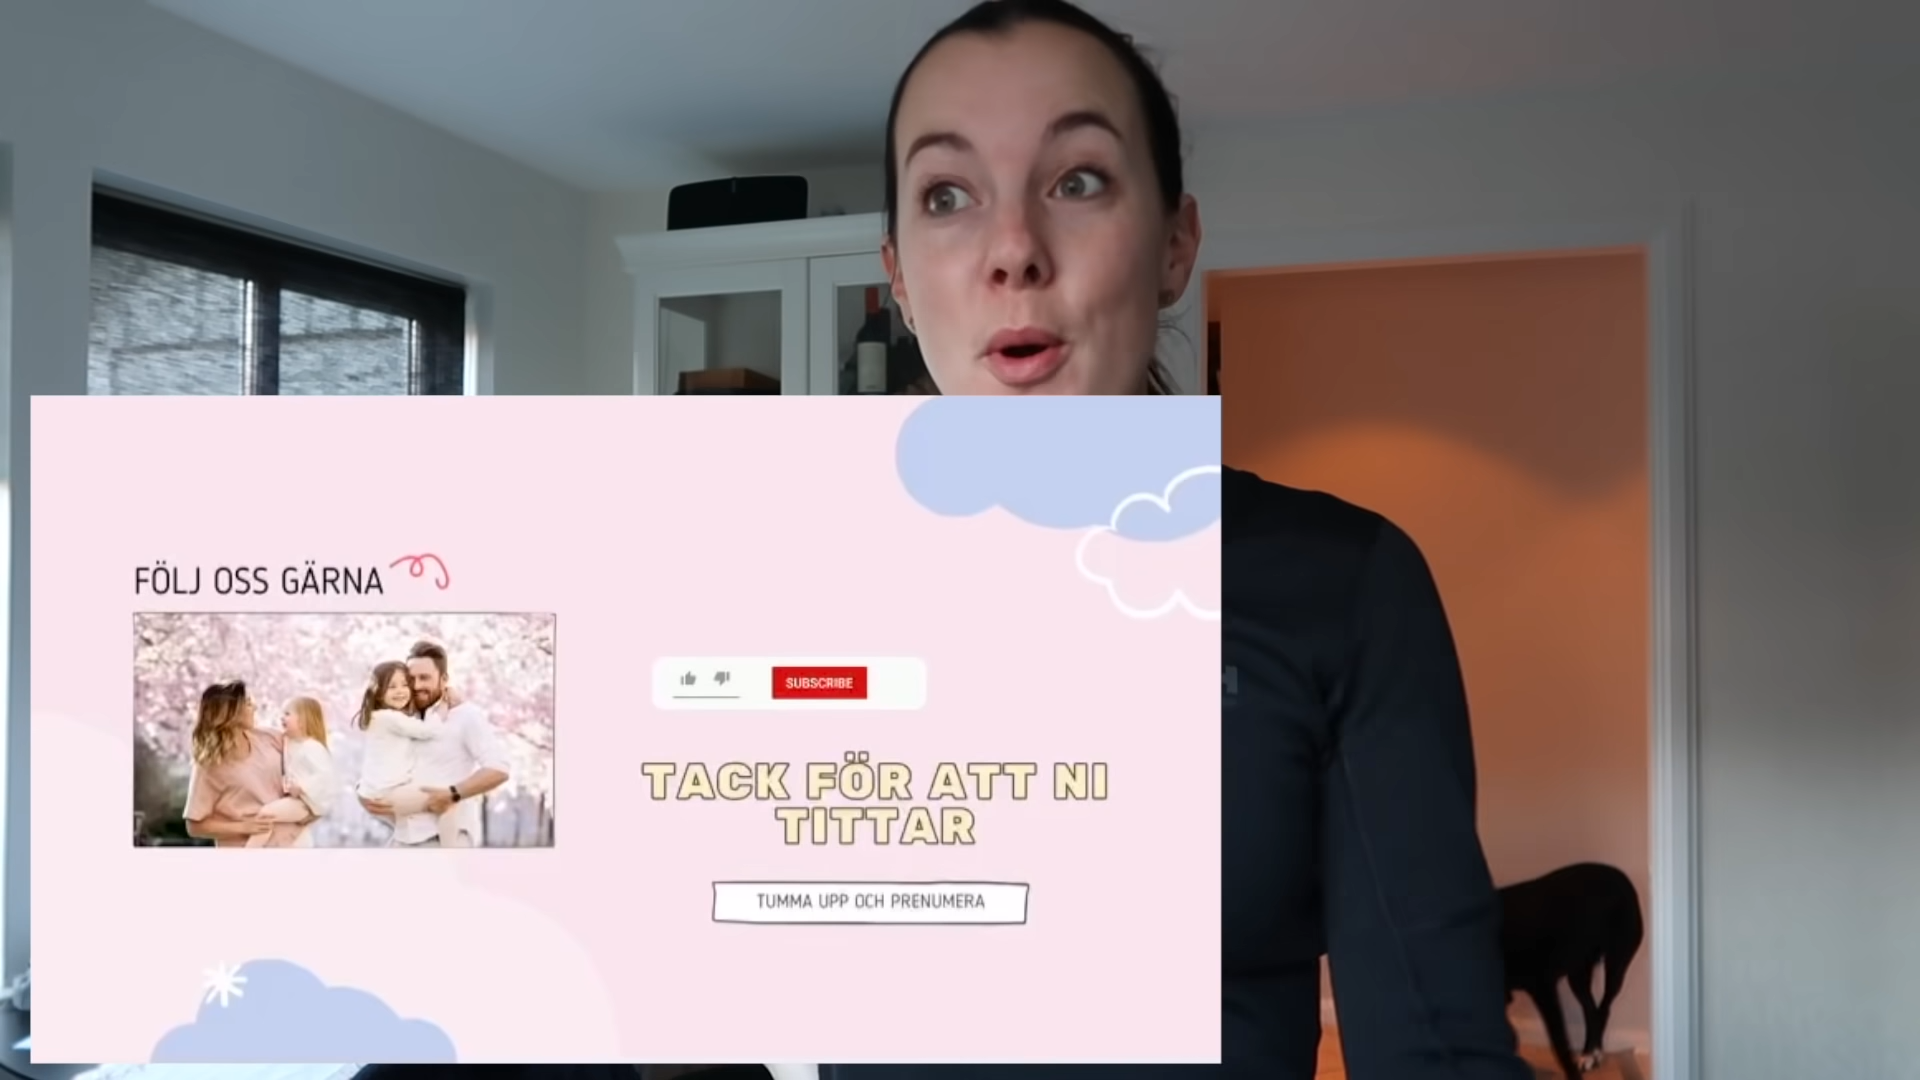 FÖLJ OSS GÄRNA
SUBSCRIBE
TACK FÖR ATT NI
TITTAR
TUMMA UPP OCH PRENUMERA